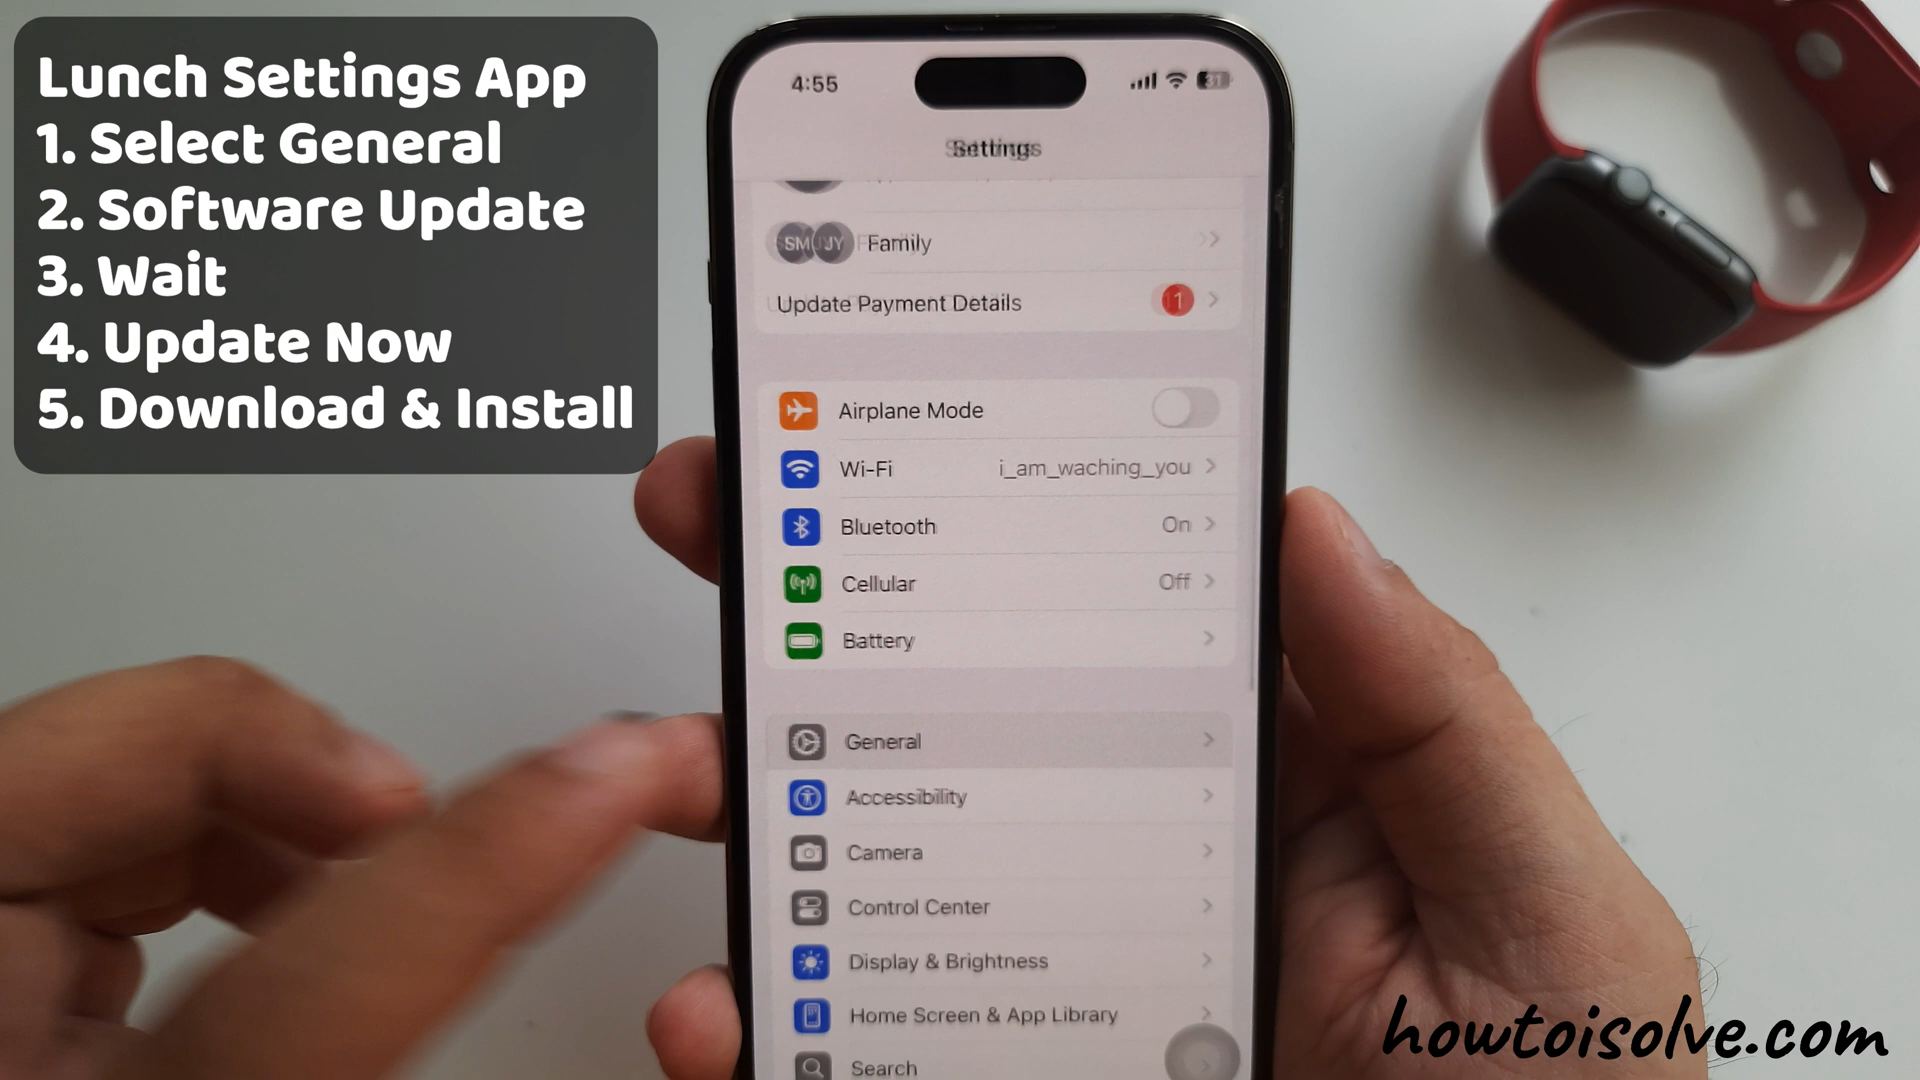 Lunch Settings App
1. Select General
2. Software Update
3. Wait
4. Update Now
5. Download & Install
4:55
31
Settings
Family
Update Payment Details 1
Airplane Mode
Wi-Fi i_am_waching_you
Bluetooth On
Cellular Off
Battery
General
Accessibility
Camera
Control Center
Display & Brightness
Home Screen & App Library
Search
howtoisolve.com